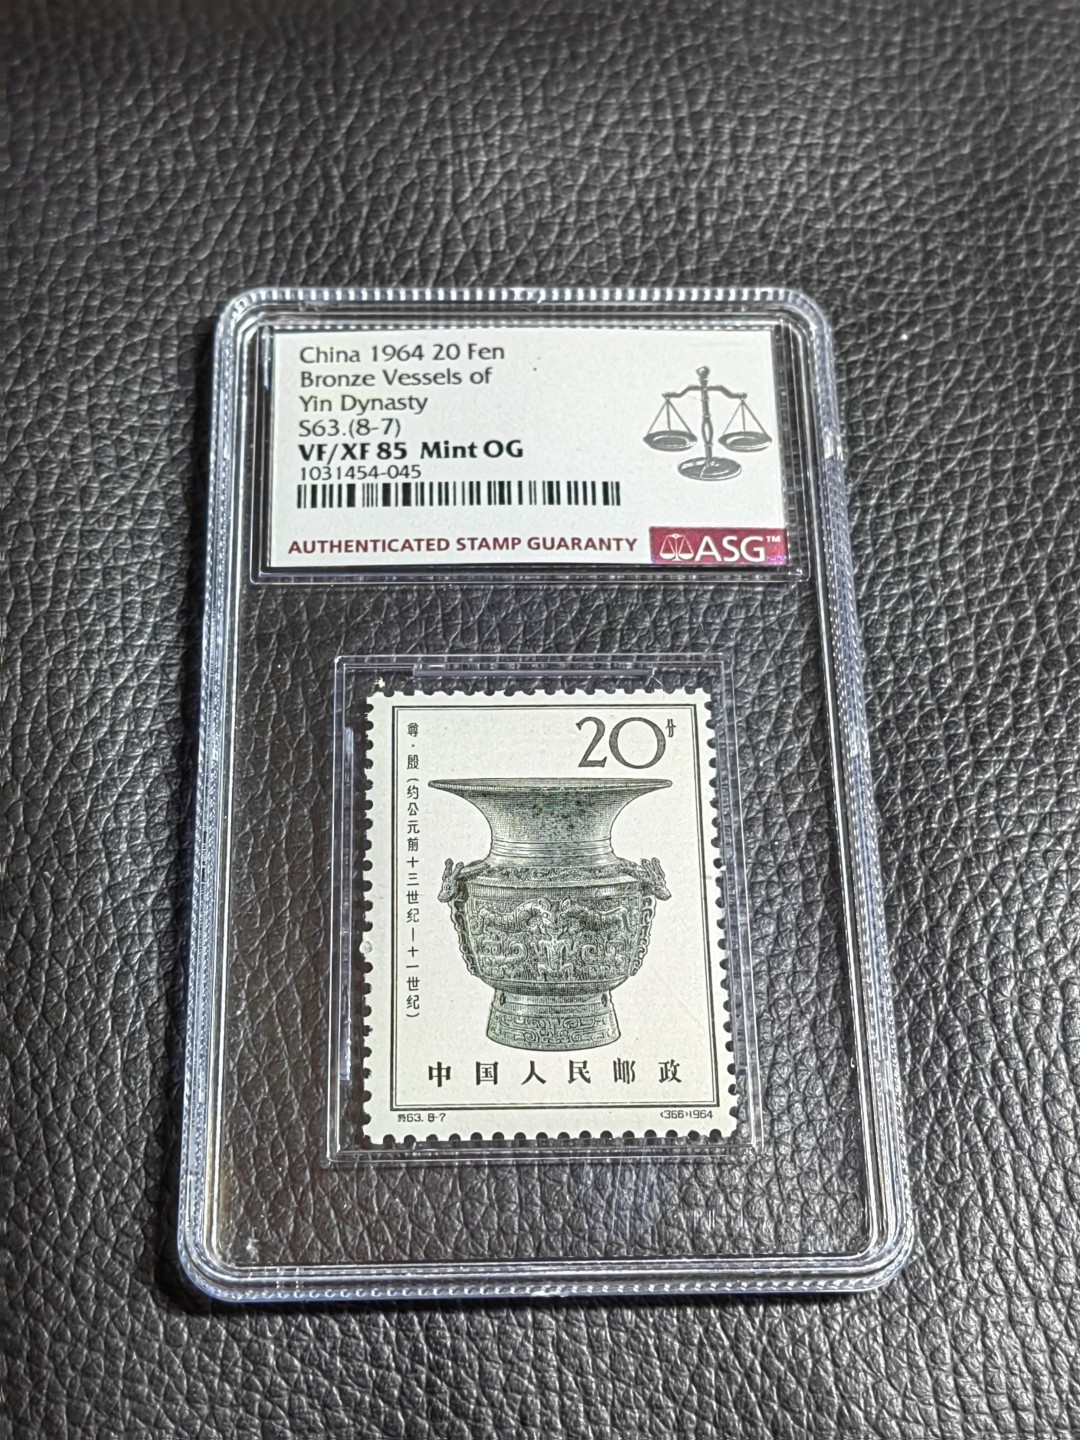 China 1964 20 Fen
Bronze Vessels of
Yin Dynasty
S63.(8-7)
VF/XF 85 Mint OG
1031454-045
AUTHENTICATED STAMP GUARANTY
ASG™
20分
尊·殷(约公元前十三世纪—十一世纪)
中国人民邮政
特63.8-7
(366)1964